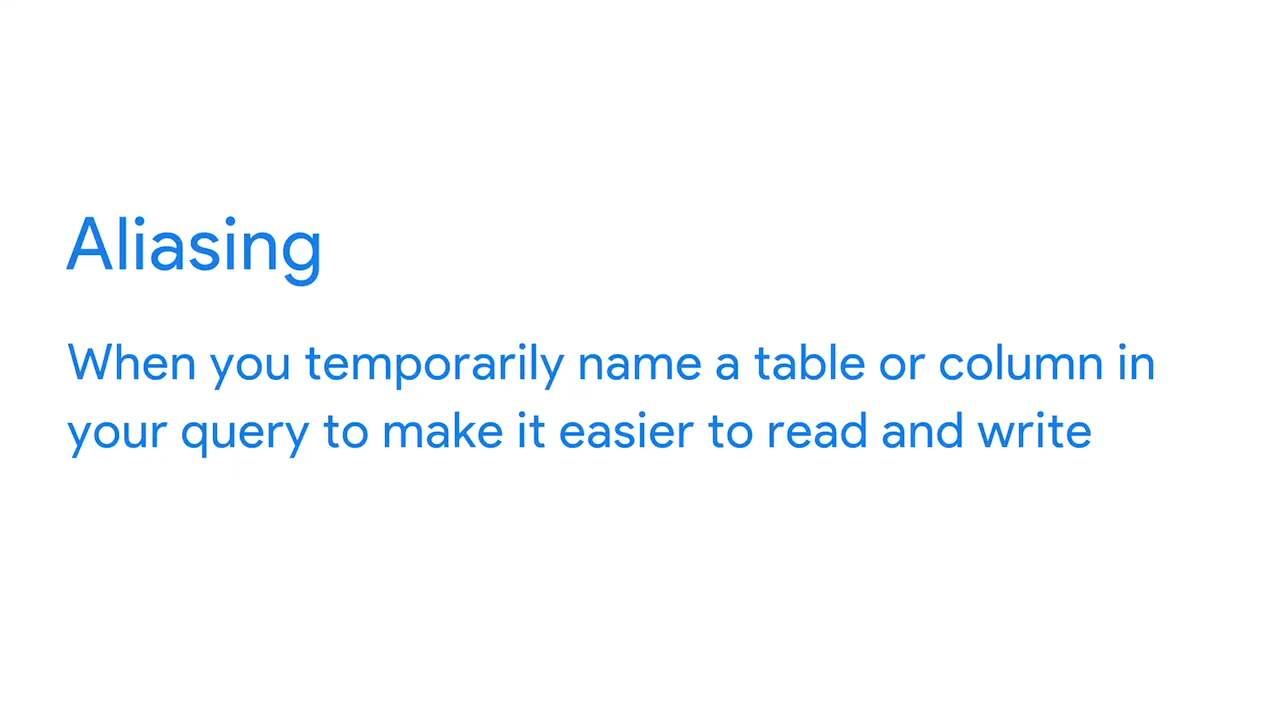 Aliasing
When you temporarily name a table or column in
your query to make it easier to read and write